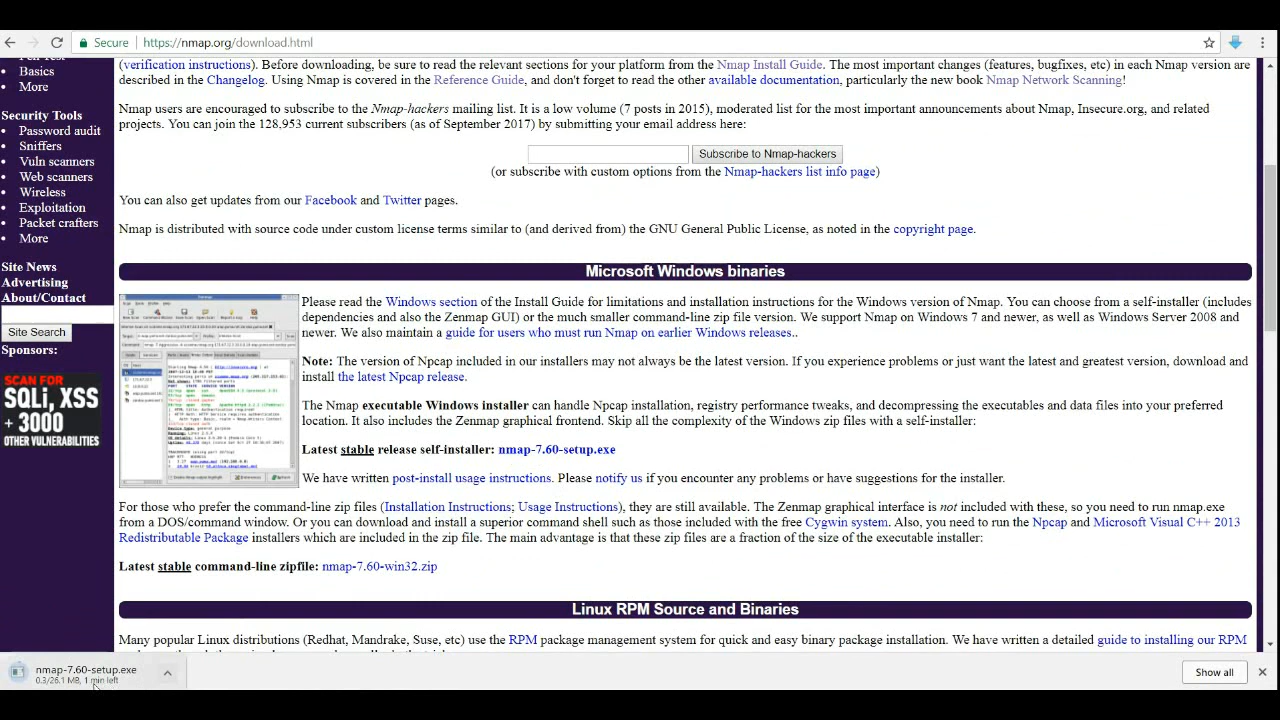 Secure
https://nmap.org/download.html
Basics
More
Security Tools
Password audit
Sniffers
Vuln scanners
Web scanners
Wireless
Exploitation
Packet crafters
More
Site News
Advertising
About/Contact
Site Search
Sponsors:
SCAN FOR
SQLi, XSS
+ 3000
OTHER VULNERABILITIES
(verification instructions). Before downloading, be sure to read the relevant sections for your platform from the Nmap Install Guide. The most important changes (features, bugfixes, etc) in each Nmap version are
described in the Changelog. Using Nmap is covered in the Reference Guide, and don't forget to read the other available documentation, particularly the new book Nmap Network Scanning!
Nmap users are encouraged to subscribe to the Nmap-hackers mailing list. It is a low volume (7 posts in 2015), moderated list for the most important announcements about Nmap, Insecure.org, and related
projects. You can join the 128,953 current subscribers (as of September 2017) by submitting your email address here:
Subscribe to Nmap-hackers
(or subscribe with custom options from the Nmap-hackers list info page)
You can also get updates from our Facebook and Twitter pages.
Nmap is distributed with source code under custom license terms similar to (and derived from) the GNU General Public License, as noted in the copyright page.
Microsoft Windows binaries
Please read the Windows section of the Install Guide for limitations and installation instructions for the Windows version of Nmap. You can choose from a self-installer (includes
dependencies and also the Zenmap GUI) or the much smaller command-line zip file version. We support Nmap on Windows 7 and newer, as well as Windows Server 2008 and
newer. We also maintain a guide for users who must run Nmap on earlier Windows releases..
Note: The version of Npcap included in our installers may not always be the latest version. If you experience problems or just want the latest and greatest version, download and
install the latest Npcap release.
The Nmap executable Windows installer can handle Npcap installation, registry performance tweaks, and decompressing the executables and data files into your preferred
location. It also includes the Zenmap graphical frontend. Skip all the complexity of the Windows zip files with a self-installer:
Latest stable release self-installer: nmap-7.60-setup.exe
We have written post-install usage instructions. Please notify us if you encounter any problems or have suggestions for the installer.
For those who prefer the command-line zip files (Installation Instructions; Usage Instructions), they are still available. The Zenmap graphical interface is not included with these, so you need to run nmap.exe
from a DOS/command window. Or you can download and install a superior command shell such as those included with the free Cygwin system. Also, you need to run the Npcap and Microsoft Visual C++ 2013
Redistributable Package installers which are included in the zip file. The main advantage is that these zip files are a fraction of the size of the executable installer:
Latest stable command-line zipfile: nmap-7.60-win32.zip
Linux RPM Source and Binaries
Many popular Linux distributions (Redhat, Mandrake, Suse, etc) use the RPM package management system for quick and easy binary package installation. We have written a detailed guide to installing our RPM
nmap-7.60-setup.exe
0.3/26.1 MB, 1 min left
Show all